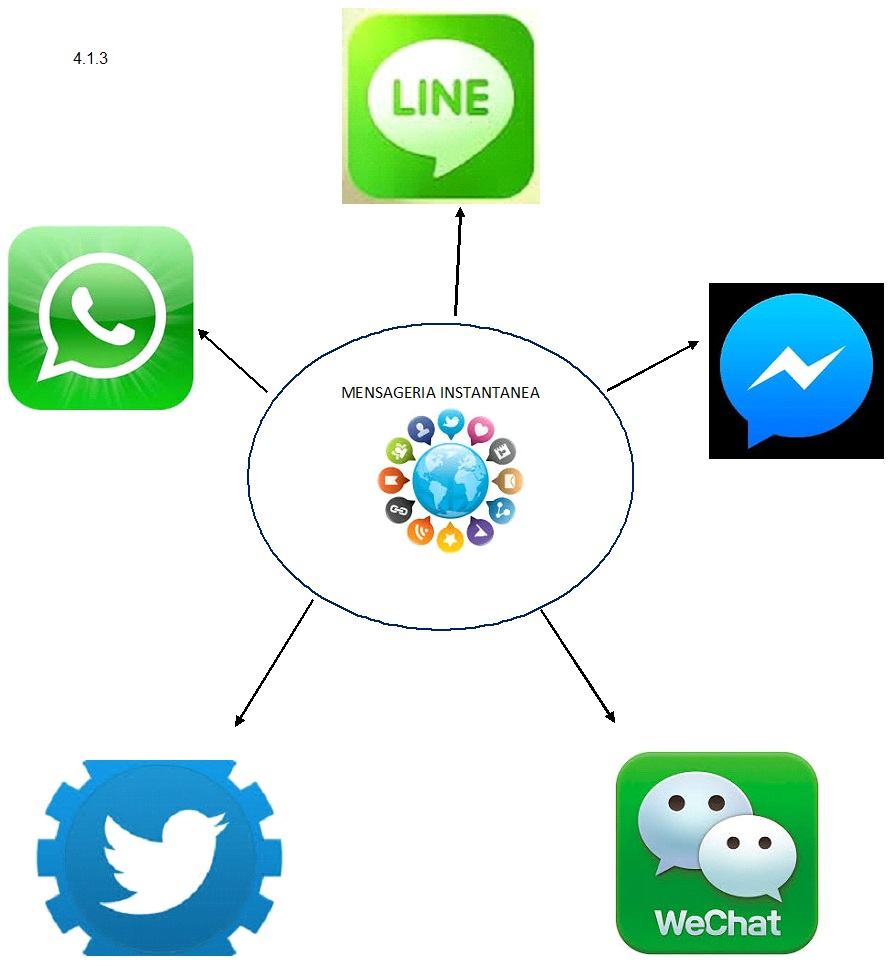 4.1.3
LINE
MENSAGERIA INSTANTANEA
WeChat